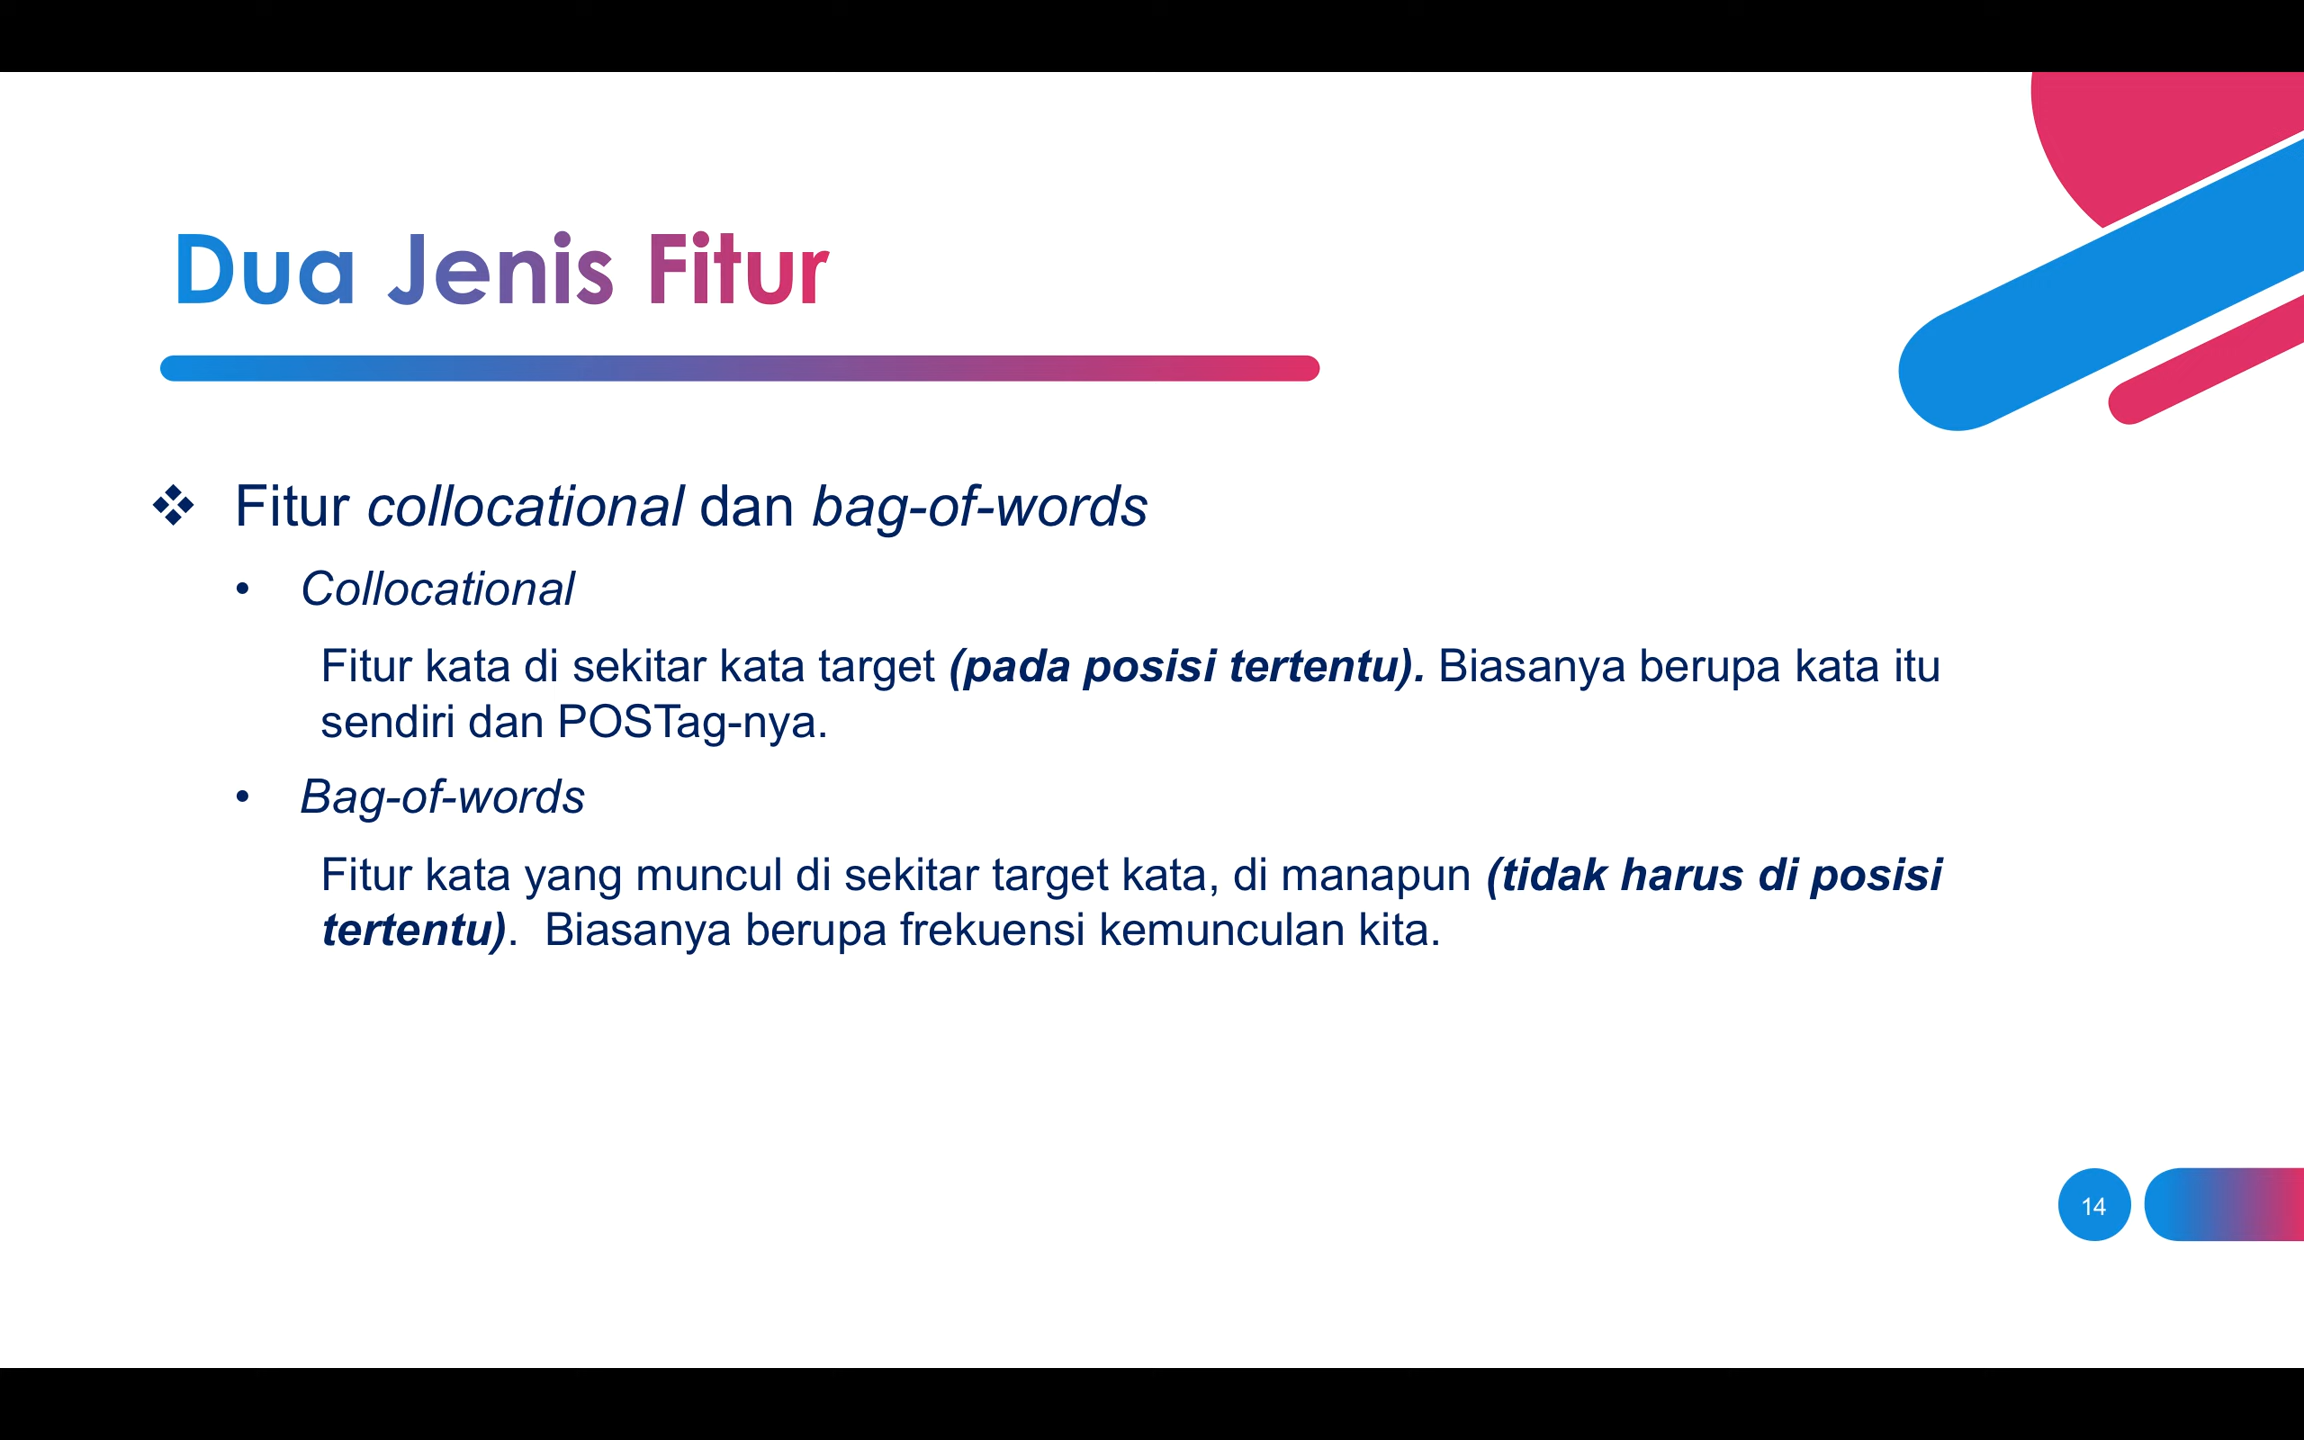 Dua Jenis Fitur
❖ Fitur collocational dan bag-of-words
• Collocational
Fitur kata di sekitar kata target (pada posisi tertentu). Biasanya berupa kata itu
sendiri dan POSTag-nya.
• Bag-of-words
Fitur kata yang muncul di sekitar target kata, di manapun (tidak harus di posisi
tertentu).  Biasanya berupa frekuensi kemunculan kita.
14